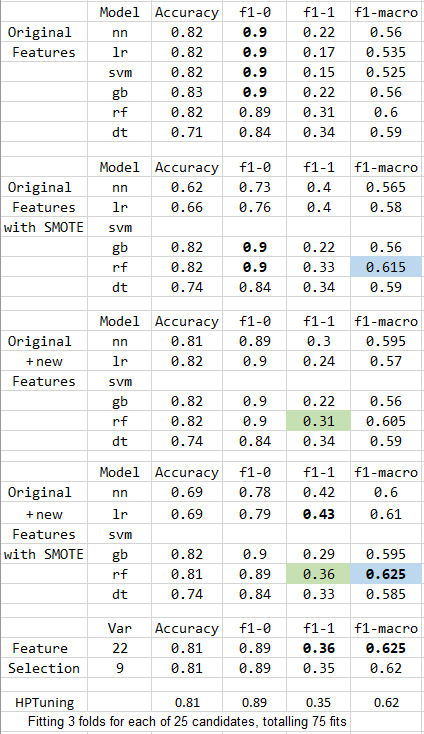 Model Accuracy f1-0 f1-1 f1-macro
Original nn 0.82 0.9 0.22 0.56
Features lr 0.82 0.9 0.17 0.535
svm 0.82 0.9 0.15 0.525
gb 0.83 0.9 0.22 0.56
rf 0.82 0.89 0.31 0.6
dt 0.71 0.84 0.34 0.59
Model Accuracy f1-0 f1-1 f1-macro
Original nn 0.62 0.73 0.4 0.565
Features lr 0.66 0.76 0.4 0.58
with SMOTE svm
gb 0.82 0.9 0.22 0.56
rf 0.82 0.9 0.33 0.615
dt 0.74 0.84 0.34 0.59
Model Accuracy f1-0 f1-1 f1-macro
Original nn 0.81 0.89 0.3 0.595
+new lr 0.82 0.9 0.24 0.57
Features svm
gb 0.82 0.9 0.22 0.56
rf 0.82 0.9 0.31 0.605
dt 0.74 0.84 0.34 0.59
Model Accuracy f1-0 f1-1 f1-macro
Original nn 0.69 0.78 0.42 0.6
+new lr 0.69 0.79 0.43 0.61
Features svm
with SMOTE gb 0.82 0.9 0.29 0.595
rf 0.81 0.89 0.36 0.625
dt 0.74 0.84 0.33 0.585
Var Accuracy f1-0 f1-1 f1-macro
Feature 22 0.81 0.89 0.36 0.625
Selection 9 0.81 0.89 0.35 0.62
HPTuning 0.81 0.89 0.35 0.62
Fitting 3 folds for each of 25 candidates, totalling 75 fits